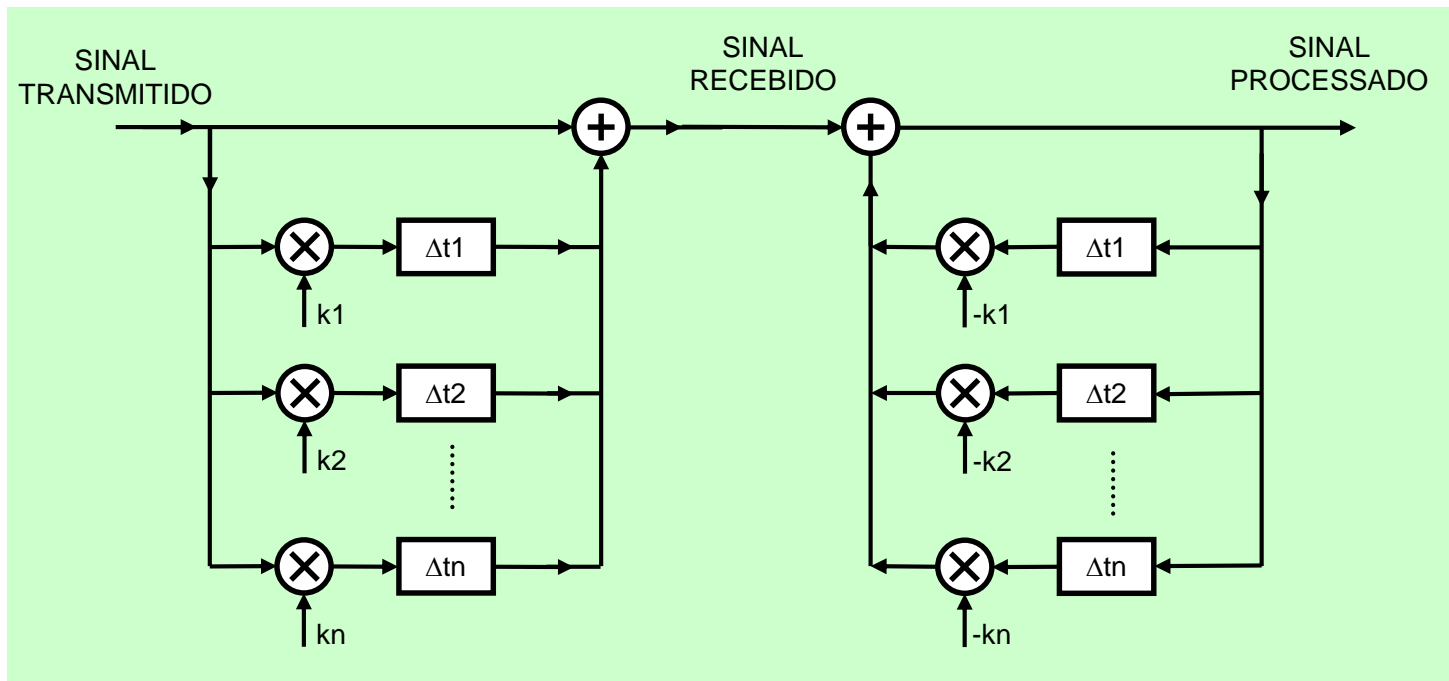 SINAL
TRANSMITIDO
SINAL
RECEBIDO
SINAL
PROCESSADO
+
+
Δt1
k1
Δt1
-k1
Δt2
k2
Δt2
-k2
Δtn
kn
Δtn
-kn